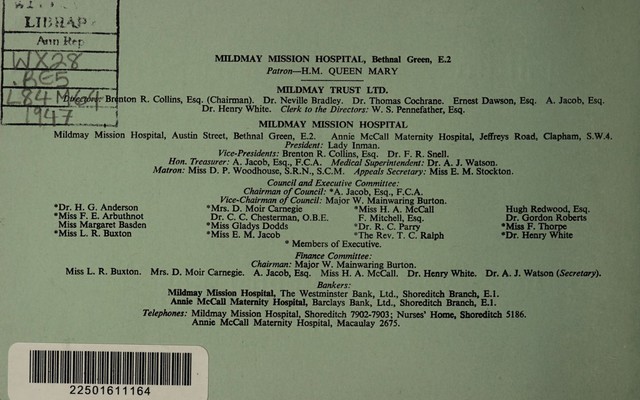 LIBRAR
Ann Rep
WX28
.BE5
L84M64
1947
MILDMAY MISSION HOSPITAL, Bethnal Green, E.2
Patron—H.M. QUEEN MARY
MILDMAY TRUST LTD.
Directors: Brenton R. Collins, Esq. (Chairman). Dr. Neville Bradley. Dr. Thomas Cochrane. Ernest Dawson, Esq. A. Jacob, Esq.
Dr. Henry White. Clerk to the Directors: W. S. Pennefather, Esq.
MILDMAY MISSION HOSPITAL
Mildmay Mission Hospital, Austin Street, Bethnal Green, E.2. Annie McCall Maternity Hospital, Jeffreys Road, Clapham, S.W.4.
President: Lady Inman.
Vice-Presidents: Brenton R. Collins, Esq. Dr. F. R. Snell.
Hon. Treasurer: A. Jacob, Esq., F.C.A. Medical Superintendent: Dr. A. J. Watson.
Matron: Miss D. P. Woodhouse, S.R.N., S.C.M. Appeals Secretary: Miss E. M. Stockton.
Council and Executive Committee:
Chairman of Council: *A. Jacob, Esq., F.C.A.
Vice-Chairman of Council: Major W. Mainwaring Burton.
*Dr. H. G. Anderson *Mrs. D. Moir Carnegie *Miss H. A. McCall Hugh Redwood, Esq.
*Miss F. E. Arbuthnot Dr. C. C. Chesterman, O.B.E. F. Mitchell, Esq. Dr. Gordon Roberts
Miss Margaret Basden *Miss Gladys Dodds *Dr. R. C. Parry *Miss F. Thorpe
*Miss L. R. Buxton *Miss E. M. Jacob *The Rev. T. C. Ralph *Dr. Henry White
* Members of Executive.
Finance Committee:
Chairman: Major W. Mainwaring Burton.
Miss L. R. Buxton. Mrs. D. Moir Carnegie. A. Jacob, Esq. Miss H. A. McCall. Dr. Henry White. Dr. A. J. Watson (Secretary).
Bankers:
Mildmay Mission Hospital, The Westminster Bank, Ltd., Shoreditch Branch, E.1.
Annie McCall Maternity Hospital, Barclays Bank, Ltd., Shoreditch Branch, E.1.
Telephones: Mildmay Mission Hospital, Shoreditch 7902-7903; Nurses' Home, Shoreditch 5186.
Annie McCall Maternity Hospital, Macaulay 2675.
22501611164